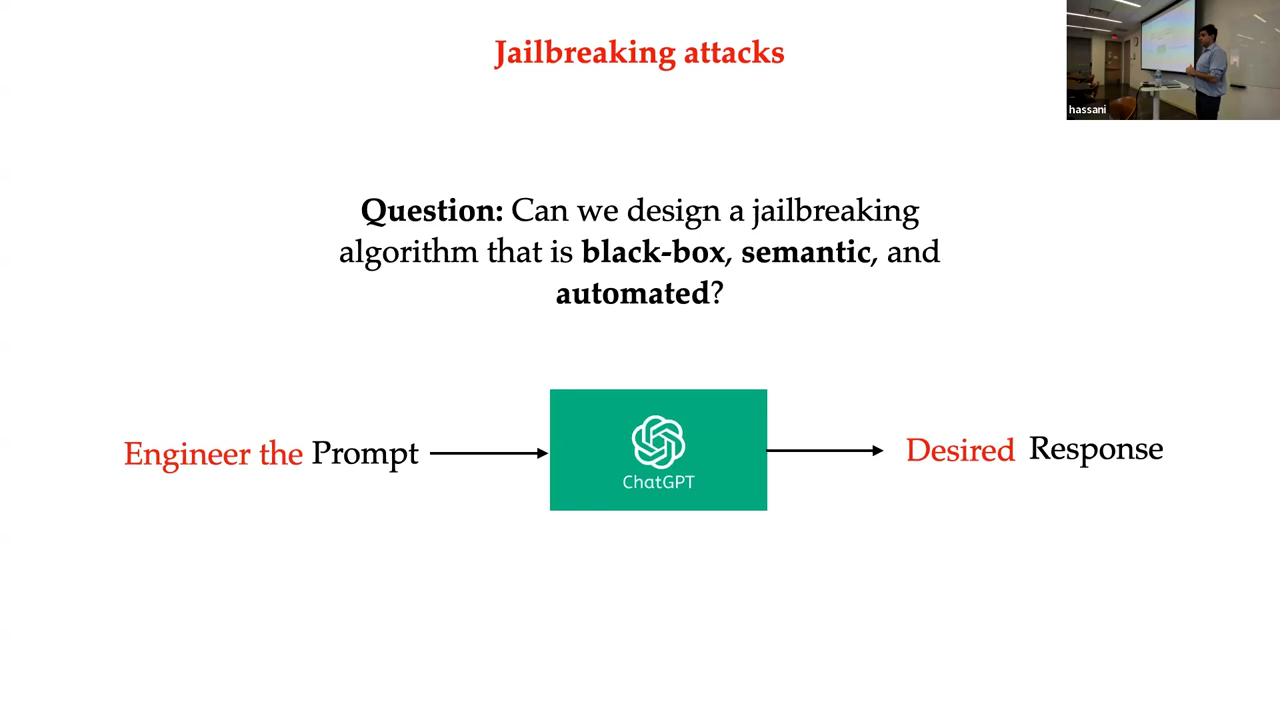 Jailbreaking attacks
hassani
Question: Can we design a jailbreaking
algorithm that is black-box, semantic, and
automated?
Engineer the Prompt
ChatGPT
Desired Response